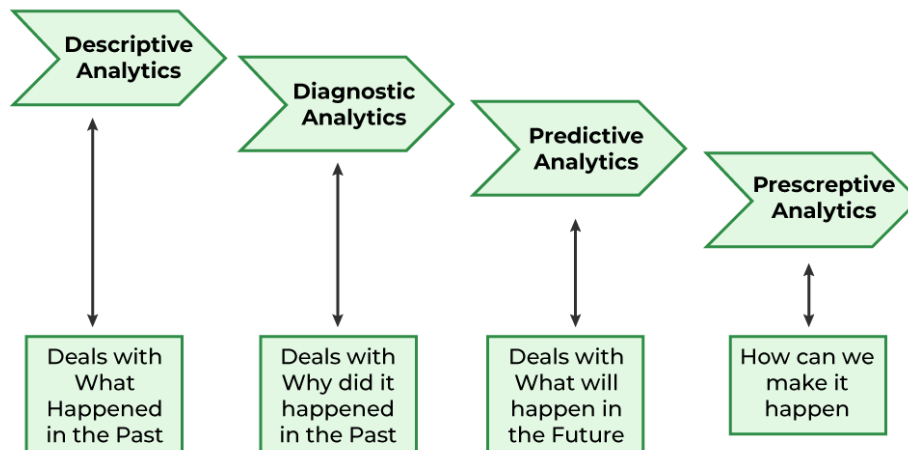 Descriptive
Analytics
Diagnostic
Analytics
Predictive
Analytics
Prescreptive
Analytics
Deals with
What
Happened
in the Past
Deals with
Why did it
happened
in the Past
Deals with
What will
happen in
the Future
How can we
make it
happen